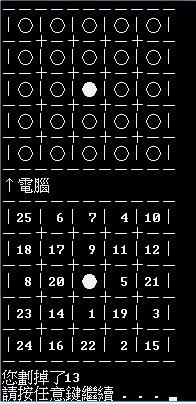 ○ ○ ○ ○ ○
○ ○ ○ ○ ○
○ ○ ● ○ ○
○ ○ ○ ○ ○
○ ○ ○ ○ ○
↑電腦
| 25 | 6 | 7 | 4 | 10 |
| 18 | 17 | 9 | 11 | 12 |
| 8 | 20 | ● | 5 | 21 |
| 23 | 14 | 1 | 19 | 3 |
| 24 | 16 | 22 | 2 | 15 |
您劃掉了13
請按任意鍵繼續 . . .